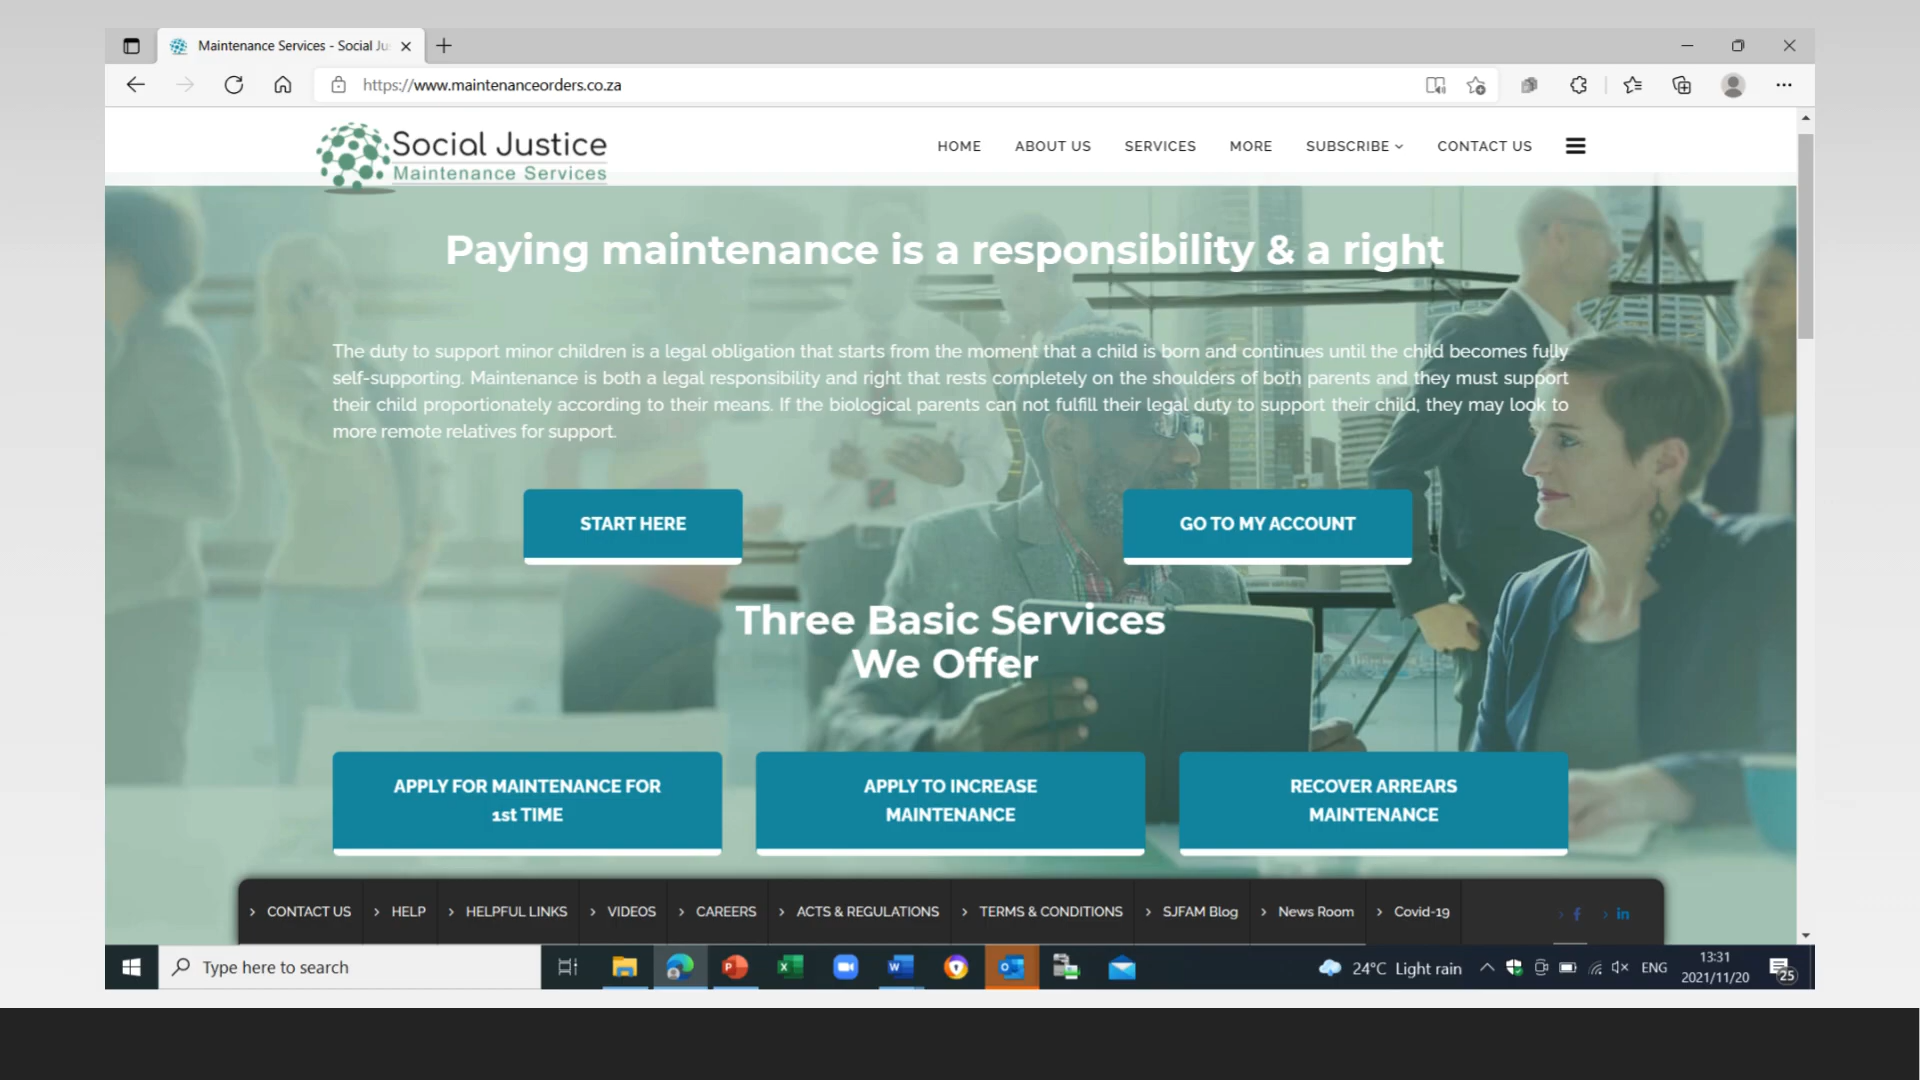 Maintenance Services - Social Ju
https://www.maintenanceorders.co.za
Social Justice
Maintenance Services
HOME ABOUT US SERVICES MORE SUBSCRIBE CONTACT US
Paying maintenance is a responsibility & a right
The duty to support minor children is a legal obligation that starts from the moment that a child is born and continues until the child becomes fully
self-supporting. Maintenance is both a legal responsibility and right that rests completely on the shoulders of both parents and they must support
their child proportionately according to their means. If the biological parents can not fulfill their legal duty to support their child, they may look to
more remote relatives for support.
START HERE GO TO MY ACCOUNT
Three Basic Services
We Offer
APPLY FOR MAINTENANCE FOR
1st TIME
APPLY TO INCREASE
MAINTENANCE
RECOVER ARREARS
MAINTENANCE
CONTACT US HELP HELPFUL LINKS VIDEOS CAREERS ACTS & REGULATIONS TERMS & CONDITIONS SJFAM Blog News Room Covid-19
Type here to search
24°C Light rain ENG
13:31
2021/11/20
25